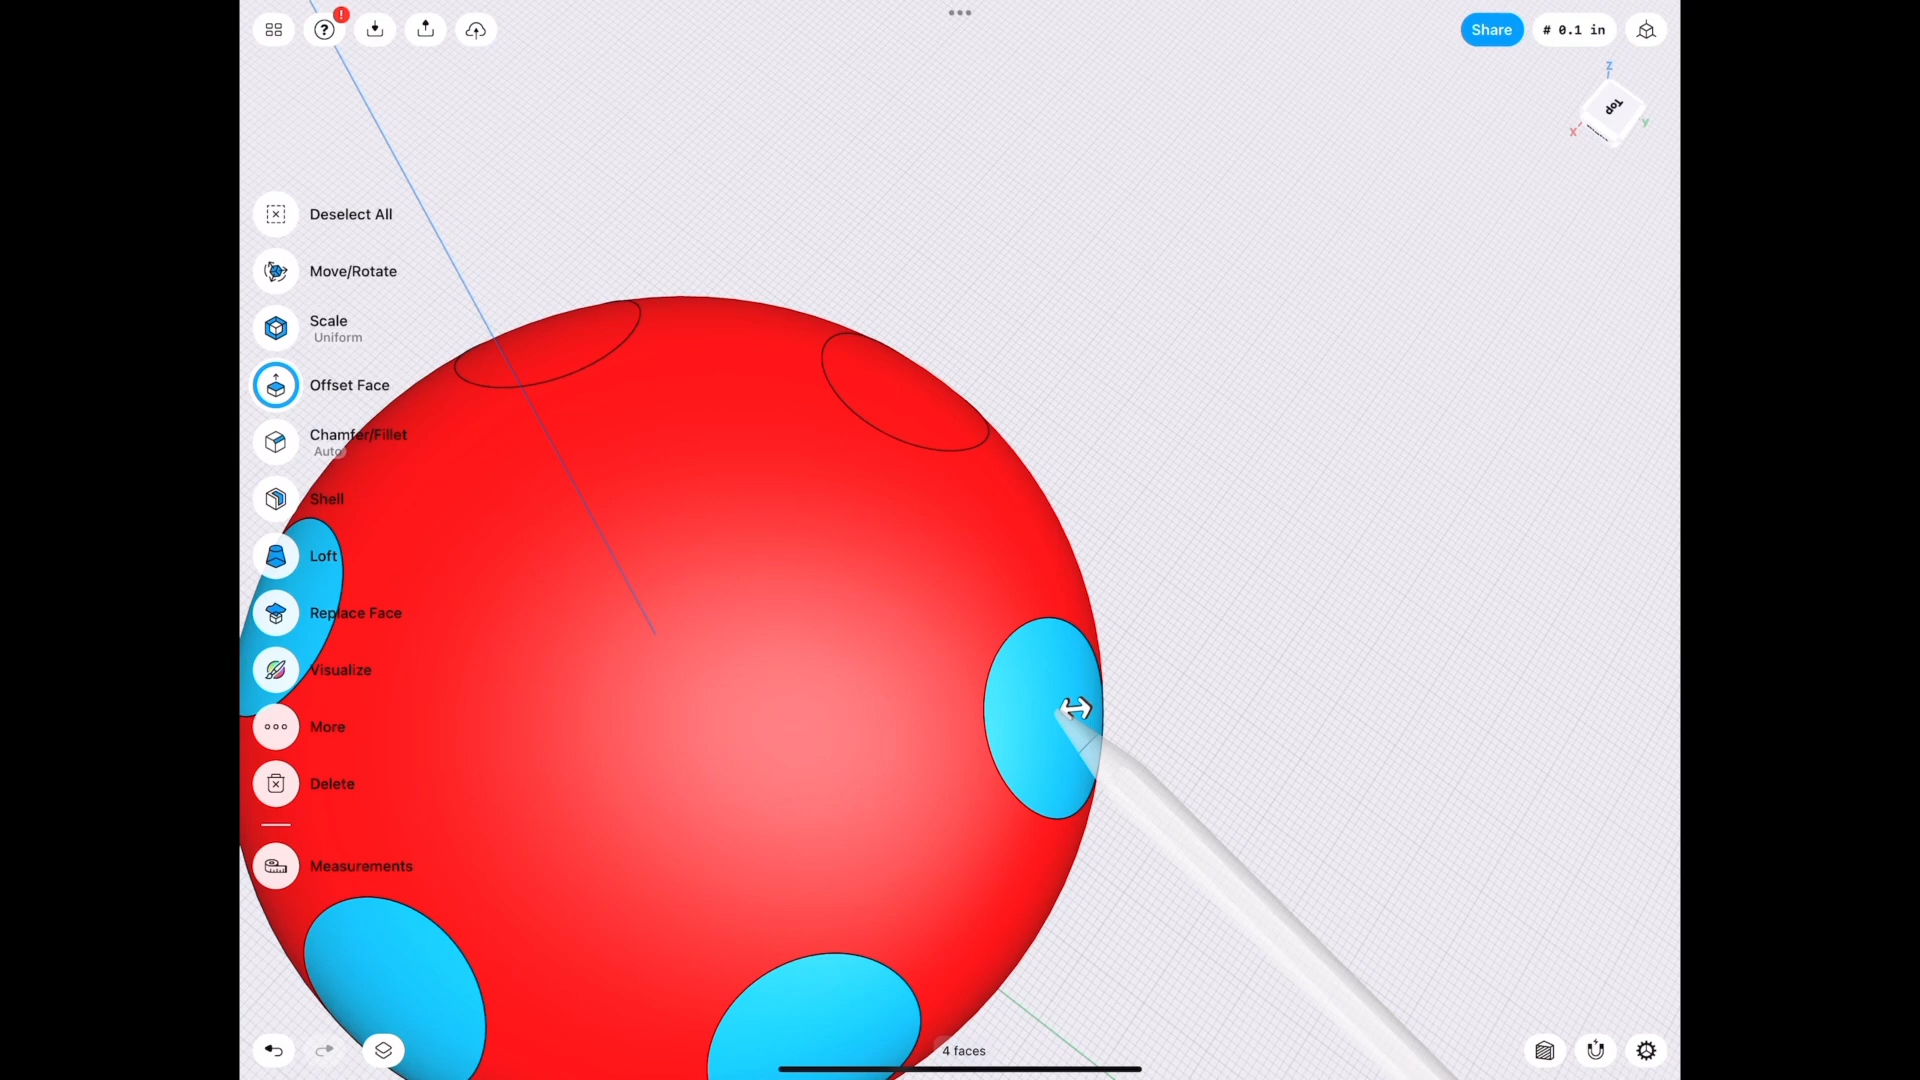 Share
# 0.1 in
Z
Top
X
y
Deselect All
Move/Rotate
Scale
Uniform
Offset Face
Chamfer/Fillet
Auto
Shell
Loft
Replace Face
Visualize
More
Delete
Measurements
4 faces